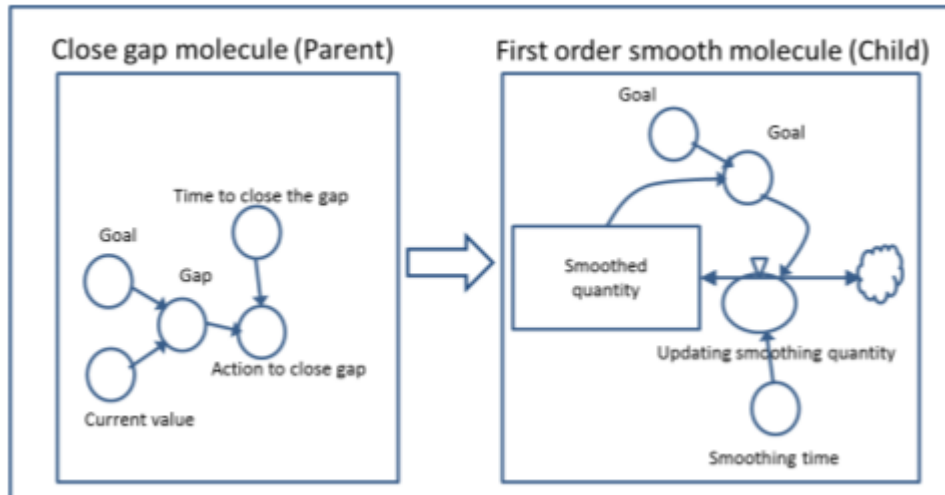 Close gap molecule (Parent)
First order smooth molecule (Child)
Time to close the gap
Goal
Gap
Action to close gap
Current value
Goal
Goal
Smoothed
quantity
Updating smoothing quantity
Smoothing time